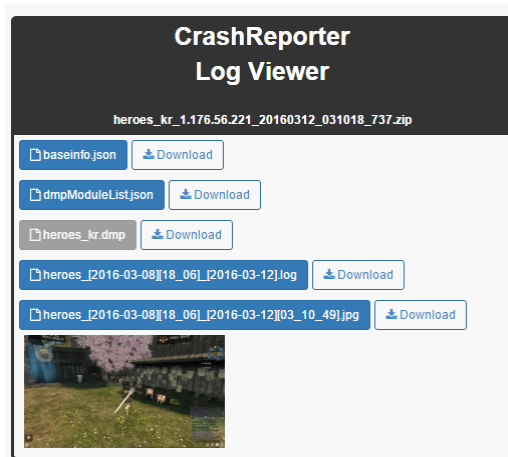 CrashReporter
Log Viewer
heroes_kr_1.176.56.221_20160312_031018_737.zip
baseinfo.json Download
dmpModuleList.json Download
heroes_kr.dmp Download
heroes_[2016-03-08][18_06]_[2016-03-12].log Download
heroes_[2016-03-08][18_06]_[2016-03-12][03_10_49].jpg Download